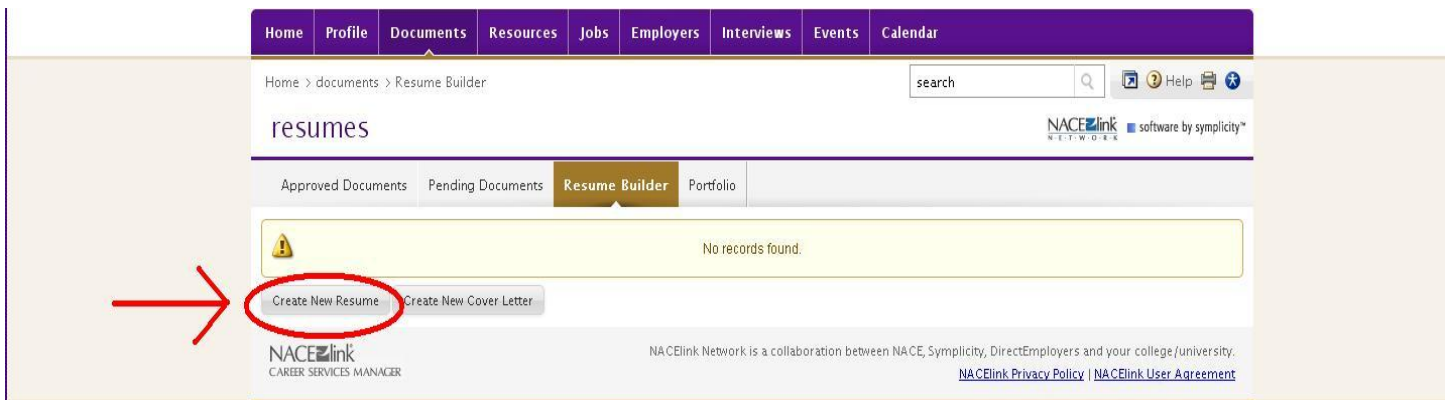 Home Profile Documents Resources Jobs Employers Interviews Events Calendar
Home > documents > Resume Builder
search
Help
resumes
NACElink
N·E·T·W·O·R·K
software by symplicity™
Approved Documents Pending Documents Resume Builder Portfolio
No records found.
Create New Resume Create New Cover Letter
NACElink
CAREER SERVICES MANAGER
NACElink Network is a collaboration between NACE, Symplicity, DirectEmployers and your college/university.
NACElink Privacy Policy | NACElink User Agreement